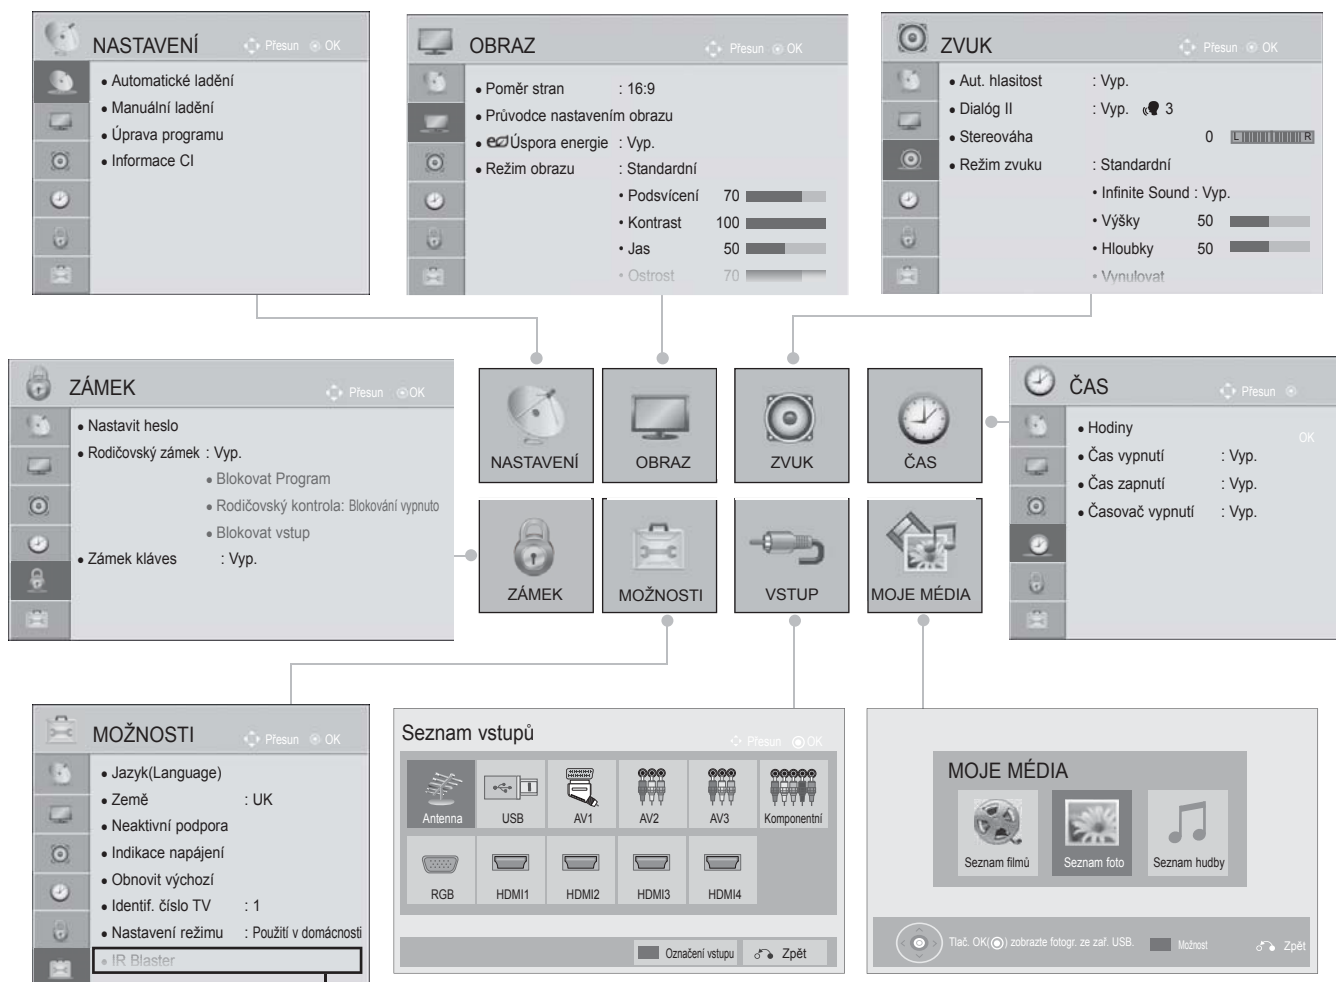 NASTAVENÍ Přesun OK
Automatické ladění
Manuální ladění
Úprava programu
Informace CI
OBRAZ Přesun OK
Poměr stran : 16:9
Průvodce nastavením obrazu
Úspora energie : Vyp.
Režim obrazu : Standardní
Podsvícení 70
Kontrast 100
Jas 50
Ostrost 70
ZVUK Přesun OK
Aut. hlasitost : Vyp.
Dialóg II : Vyp. 3
Stereováha 0 L R
Režim zvuku : Standardní
Infinite Sound : Vyp.
Výšky 50
Hloubky 50
Vynulovat
ZÁMEK Přesun OK
Nastavit heslo
Rodičovský zámek : Vyp.
Blokovat Program
Rodičovský kontrola: Blokování vypnuto
Blokovat vstup
Zámek kláves : Vyp.
NASTAVENÍ
OBRAZ
ZVUK
ČAS
ZÁMEK
MOŽNOSTI
VSTUP
MOJE MÉDIA
ČAS Přesun
OK
Hodiny
Čas vypnutí : Vyp.
Čas zapnutí : Vyp.
Časovač vypnutí : Vyp.
MOŽNOSTI Přesun OK
Jazyk(Language)
Země : UK
Neaktivní podpora
Indikace napájení
Obnovit výchozí
Identif. číslo TV : 1
Nastavení režimu : Použití v domácnosti
IR Blaster
Seznam vstupů Přesun OK
Antenna USB AV1 AV2 AV3 Komponentní
RGB HDMI1 HDMI2 HDMI3 HDMI4
Označení vstupu Zpět
MOJE MÉDIA
Seznam filmů Seznam foto Seznam hudby
Tlač. OK( ) zobrazte fotogr. ze zař. USB. Možnost Zpět